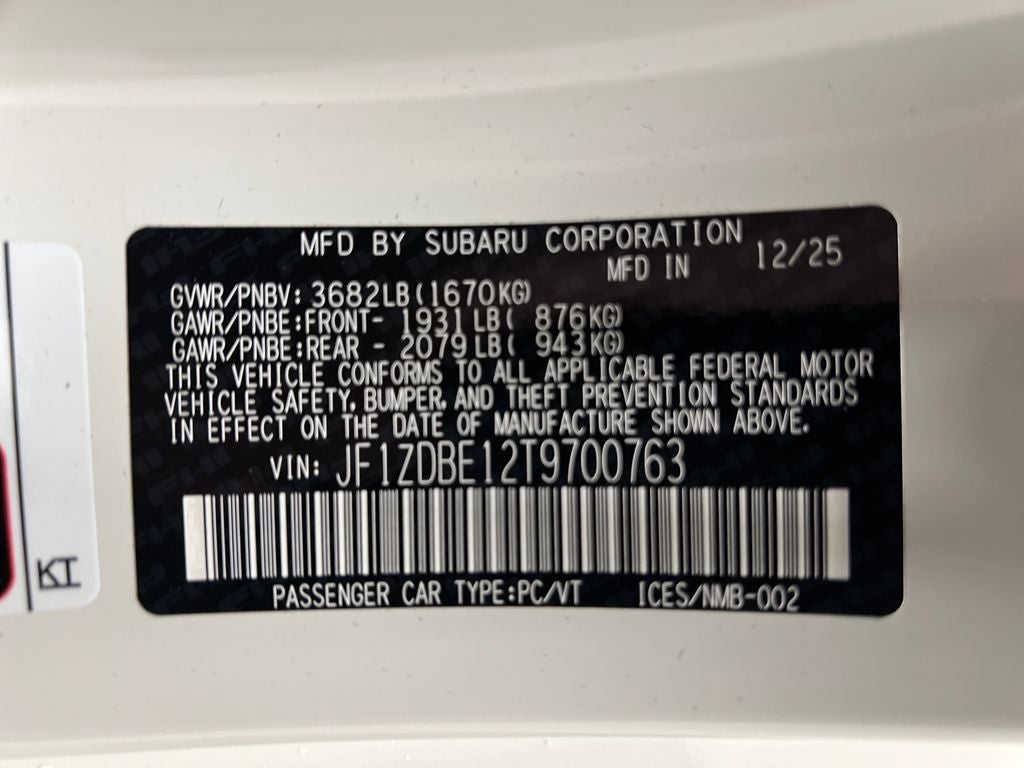 MFD BY SUBARU CORPORATION
MFD IN 12/25
GVWR/PNBV: 3682LB(1670KG)
GAWR/PNBE:FRONT- 1931LB( 876KG)
GAWR/PNBE:REAR - 2079LB( 943KG)
THIS VEHICLE CONFORMS TO ALL APPLICABLE FEDERAL MOTOR
VEHICLE SAFETY, BUMPER, AND THEFT PREVENTION STANDARDS
IN EFFECT ON THE DATE OF MANUFACTURE SHOWN ABOVE.
VIN: JF1ZDBE12T9700763
PASSENGER CAR TYPE:PC/VT ICES/NMB-002
KI